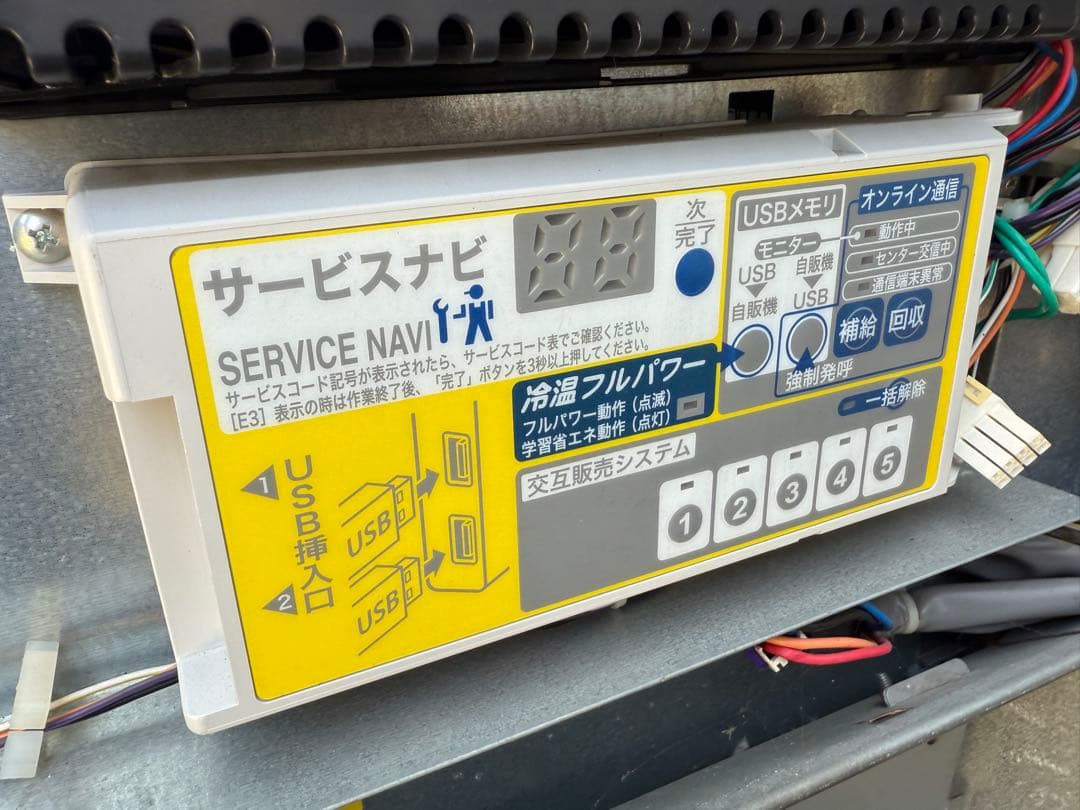 サービスナビ
SERVICE NAVI
サービスコード記号が表示されたら、サービスコード表でご確認ください。
[E3] 表示の時は作業終了後、「完了」ボタンを3秒以上押してください。
次
完了
USBメモリ
モニター
USB
自販機
自販機
USB
オンライン通信
動作中
センター交信中
通信端末異常
補給
回収
強制発呼
冷温フルパワー
フルパワー動作(点滅)
学習省エネ動作(点灯)
一括解除
交互販売システム
1
2
3
4
5
1
USB挿入口
2
USB
USB